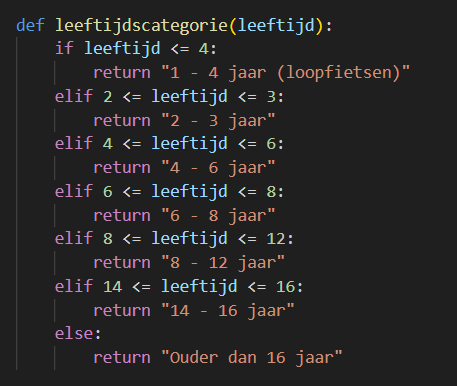 def leeftijdscategorie(leeftijd):
    if leeftijd <= 4:
        return "1 - 4 jaar (loopfietsen)"
    elif 2 <= leeftijd <= 3:
        return "2 - 3 jaar"
    elif 4 <= leeftijd <= 6:
        return "4 - 6 jaar"
    elif 6 <= leeftijd <= 8:
        return "6 - 8 jaar"
    elif 8 <= leeftijd <= 12:
        return "8 - 12 jaar"
    elif 14 <= leeftijd <= 16:
        return "14 - 16 jaar"
    else:
        return "Ouder dan 16 jaar"